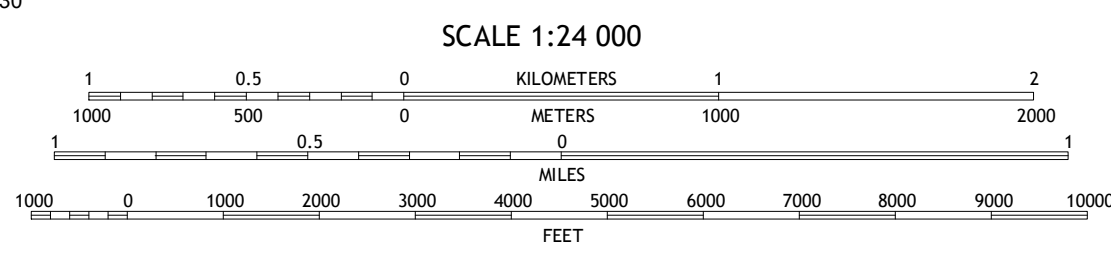 SCALE 1:24 000
1 0.5 0 KILOMETERS 1 2
1000 500 0 METERS 1000 2000
1 0.5 0 1
MILES
1000 0 1000 2000 3000 4000 5000 6000 7000 8000 9000 10000
FEET